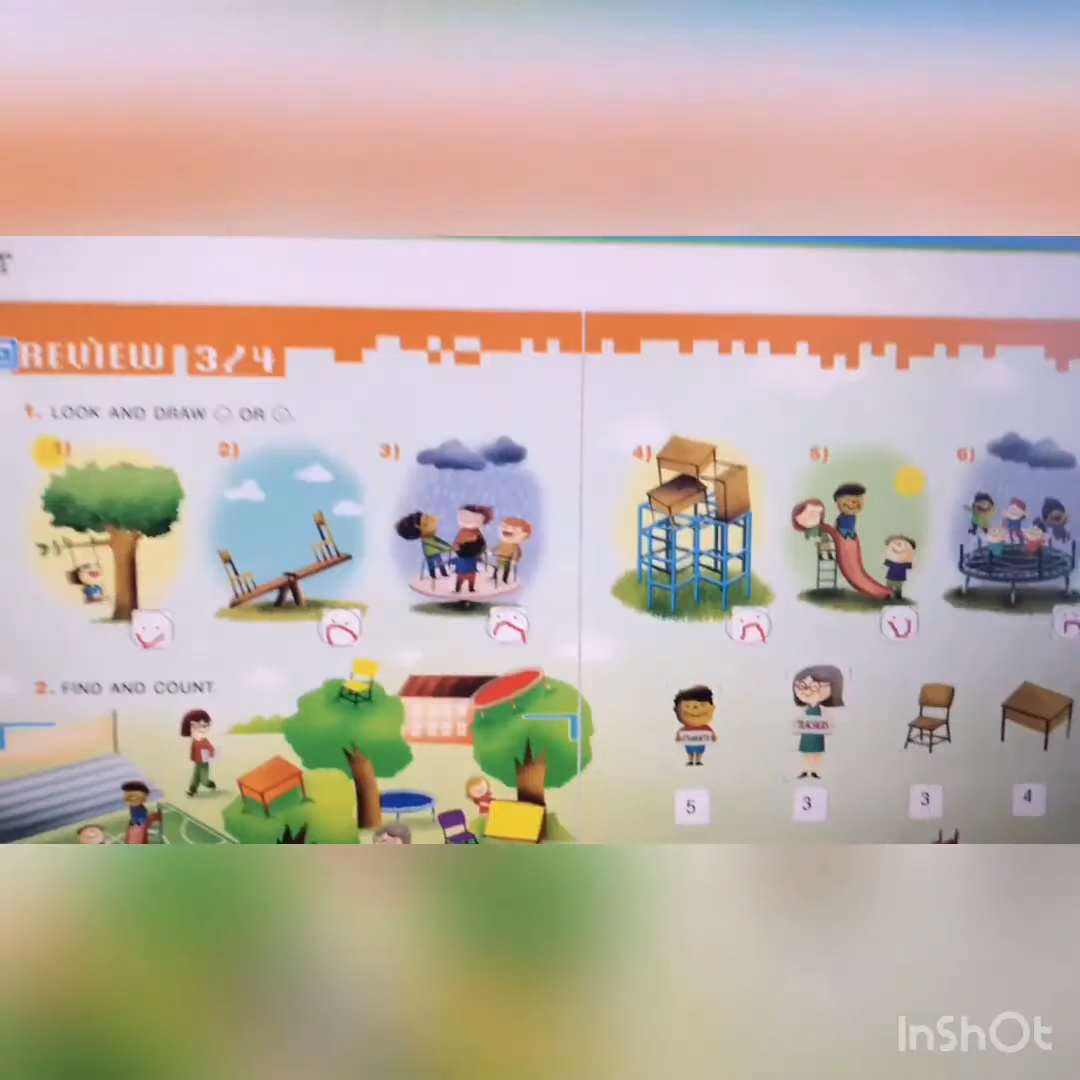 REVIEW 3/4
1. LOOK AND DRAW OR .
1) 2) 3) 4) 5) 6)
2. FIND AND COUNT.
TEACHERS
5 3 3 4
InShOt